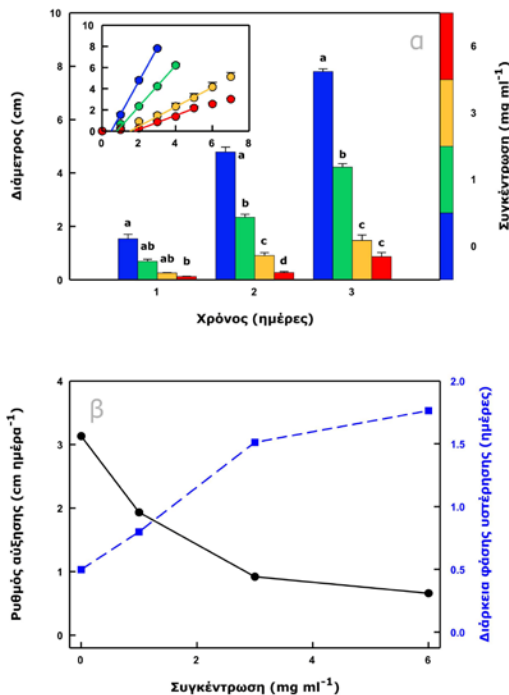 α
10
8
6
4
2
0
10
8
6
4
2
0
0 2 4 6 8
a
ab
ab
b
a
b
c
d
a
b
c
c
1 2 3
Διάμετρος (cm)
Χρόνος (ημέρες)
6
3
1
0
Συγκέντρωση (mg ml⁻¹)
β
4
3
2
1
0
2.0
1.5
1.0
0.5
0.0
0 2 4 6
Ρυθμός αύξησης (cm ημέρα⁻¹)
Διάρκεια φάσης υστέρησης (ημέρες)
Συγκέντρωση (mg ml⁻¹)